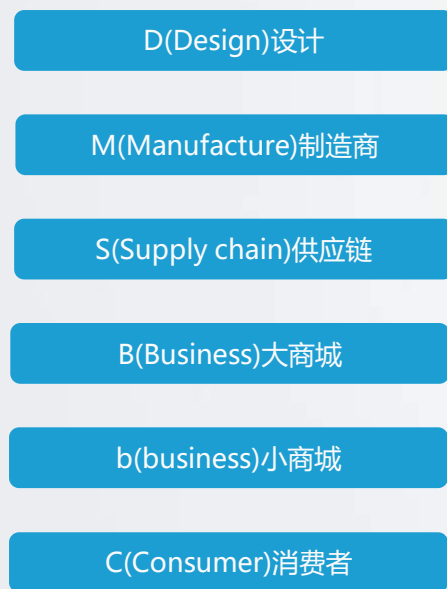 D(Design)设计
M(Manufacture)制造商
S(Supply chain)供应链
B(Business)大商城
b(business)小商城
C(Consumer)消费者